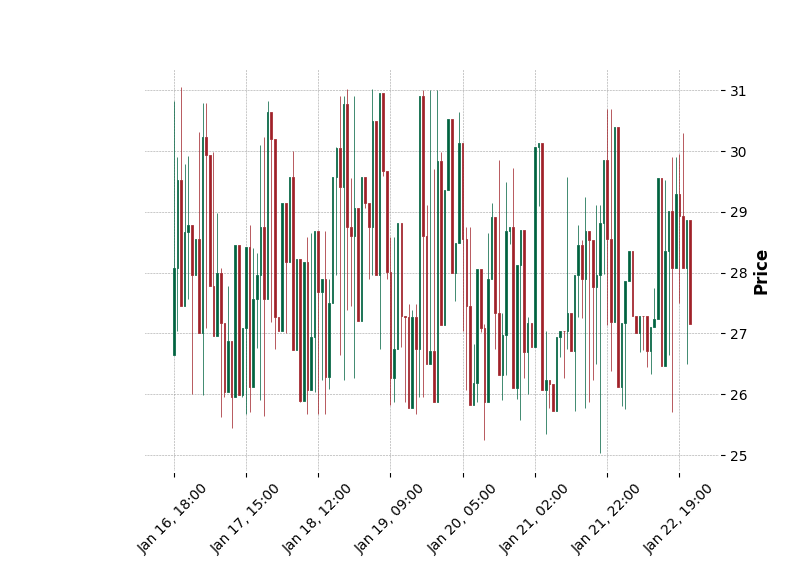 31
30
29
28
27
26
25
Price
Jan 16, 18:00
Jan 17, 15:00
Jan 18, 12:00
Jan 19, 09:00
Jan 20, 05:00
Jan 21, 02:00
Jan 21, 22:00
Jan 22, 19:00